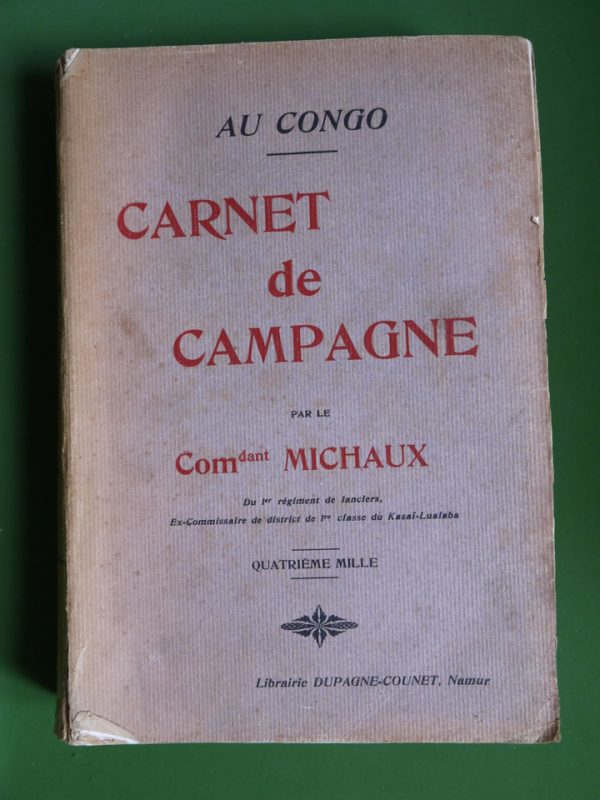 AU CONGO
CARNET
de
CAMPAGNE
PAR LE
Comdant MICHAUX
Du 1er régiment de lanciers,
Ex-Commissaire de district de 1re classe du Kasaï-Lualaba
QUATRIÈME MILLE
Librairie DUPAGNE-COUNET, Namur